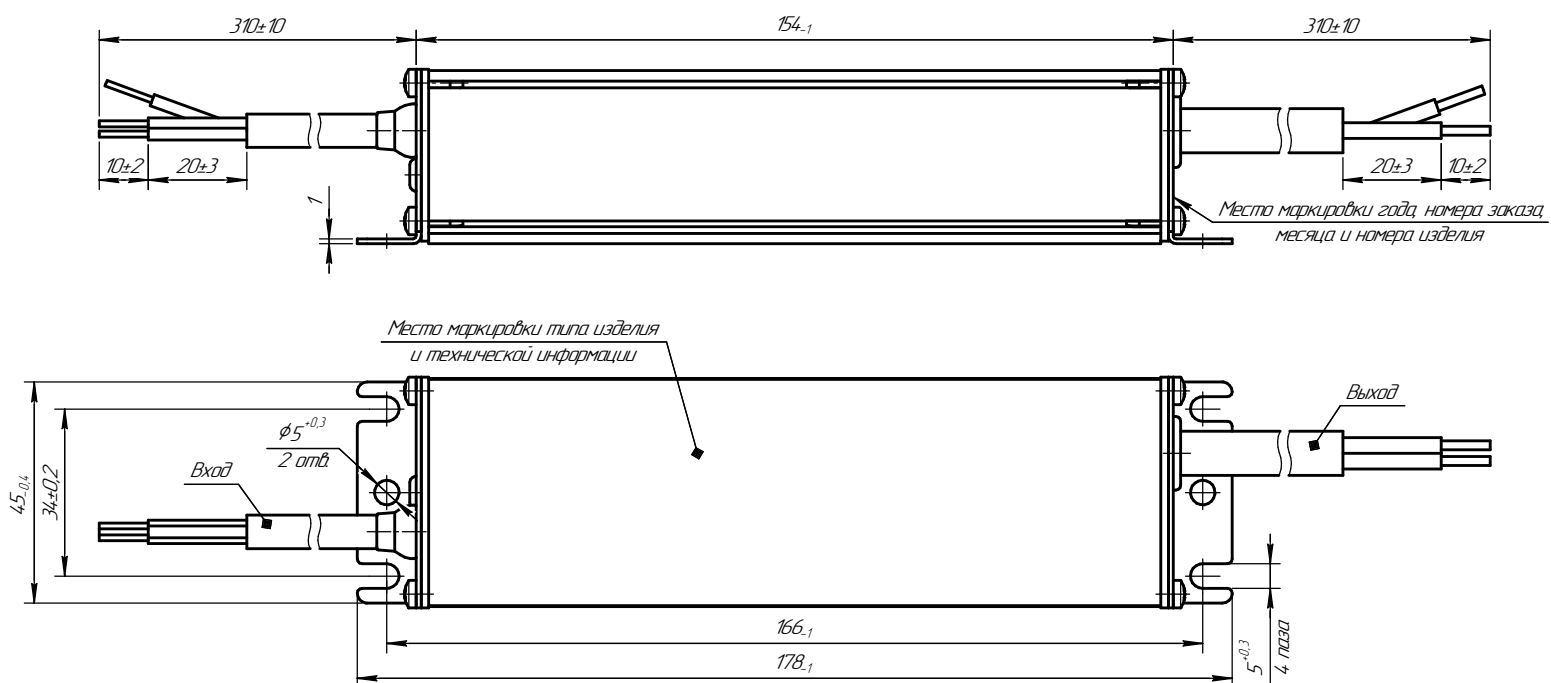 310±10
154₋₁
310±10
10±2
20±3
20±3
10±2
1
Место маркировки года, номера заказа,
месяца и номера изделия
Место маркировки типа изделия
и технической информации
Выход
ϕ5⁺⁰,³
2 отв.
Вход
45₋₀,₄
34±0,2
166₋₁
178₋₁
5⁺⁰,³
4 паза